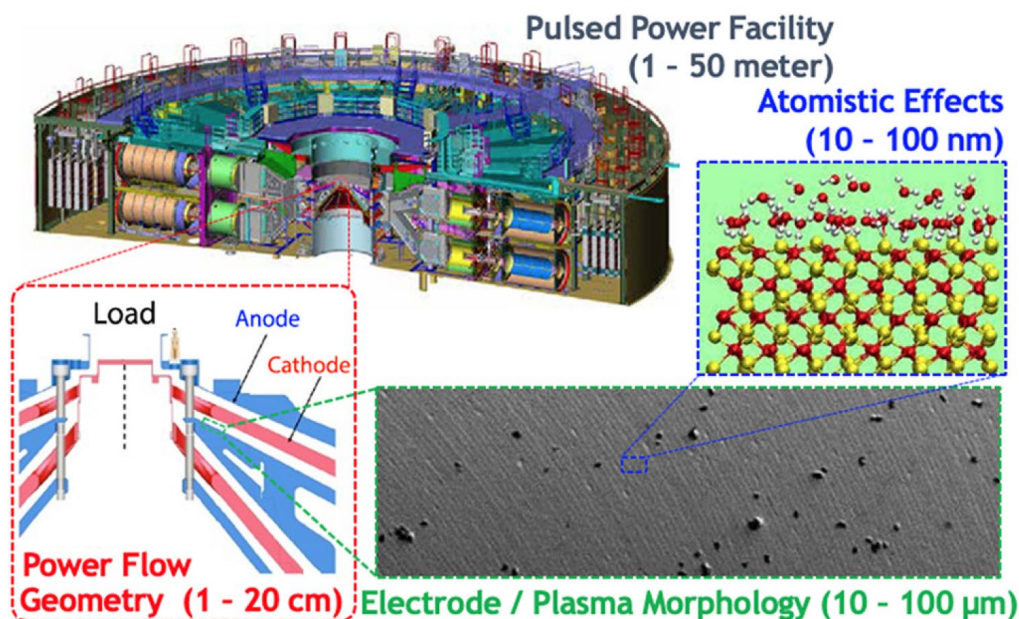 Pulsed Power Facility
(1 – 50 meter)
Atomistic Effects
(10 – 100 nm)
Load
Anode
Cathode
Power Flow
Geometry (1 – 20 cm)
Electrode / Plasma Morphology (10 – 100 µm)